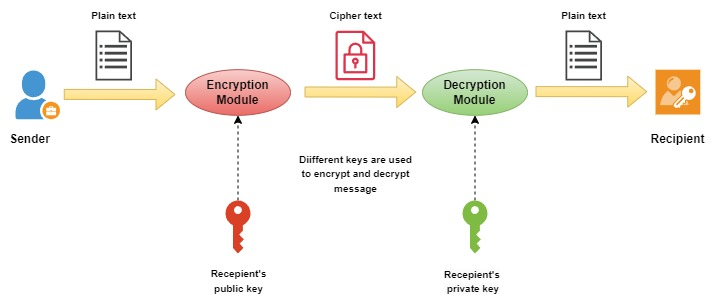 Plain text
Cipher text
Plain text
Encryption
Module
Decryption
Module
Sender
Recipient
Diifferent keys are used
to encrypt and decrypt
message
Recepient's
public key
Recepient's
private key